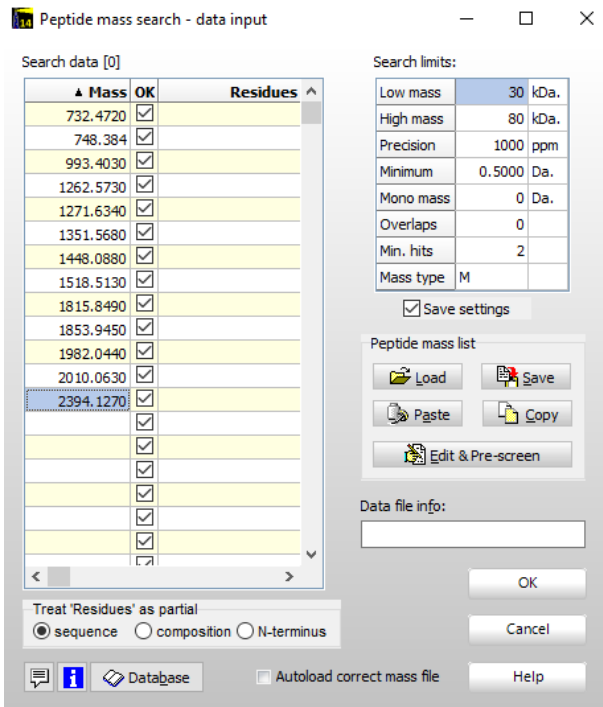 14 Peptide mass search - data input
Search data [0]
▲ Mass OK Residues
732.4720
748.384
993.4030
1262.5730
1271.6340
1351.5680
1448.0880
1518.5130
1815.8490
1853.9450
1982.0440
2010.0630
2394.1270
Treat 'Residues' as partial
sequence composition N-terminus
Database
Autoload correct mass file
Search limits:
Low mass 30 kDa.
High mass 80 kDa.
Precision 1000 ppm
Minimum 0.5000 Da.
Mono mass 0 Da.
Overlaps 0
Min. hits 2
Mass type M
Save settings
Peptide mass list
Load Save
Paste Copy
Edit & Pre-screen
Data file info:
OK
Cancel
Help